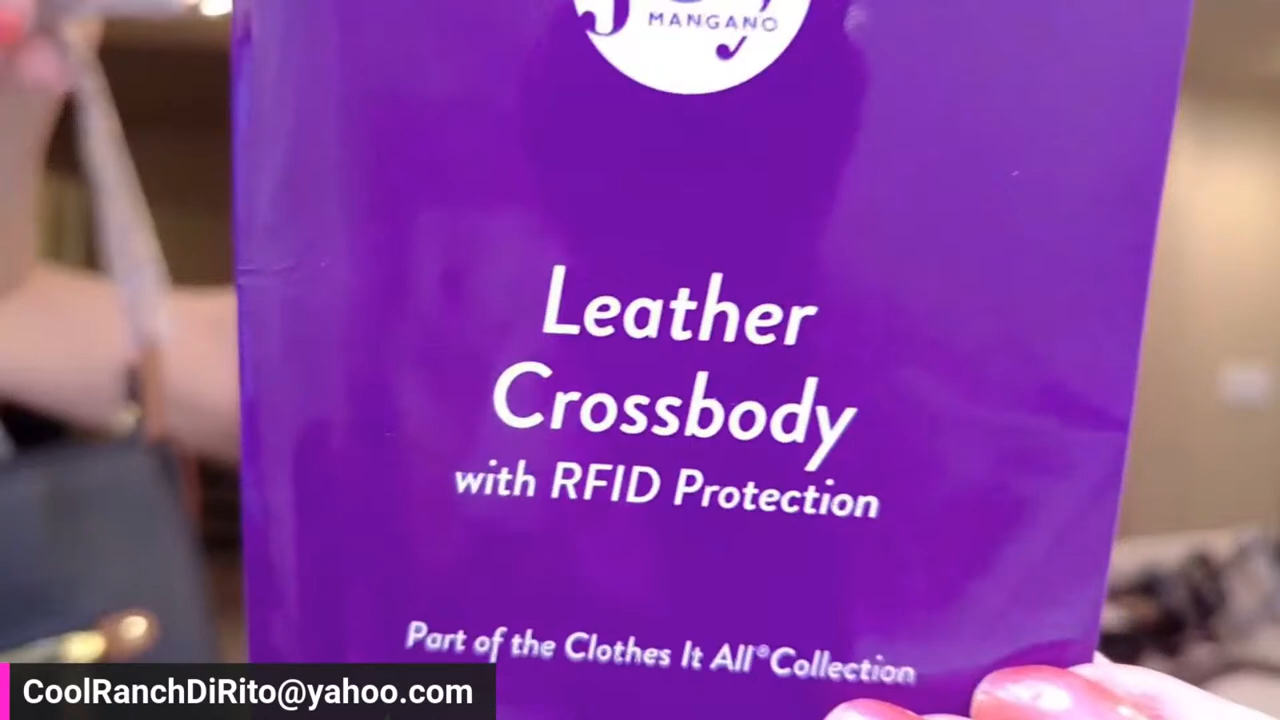 MANGANO
Leather
Crossbody
with RFID Protection
Part of the Clothes It All® Collection
CoolRanchDiRito@yahoo.com